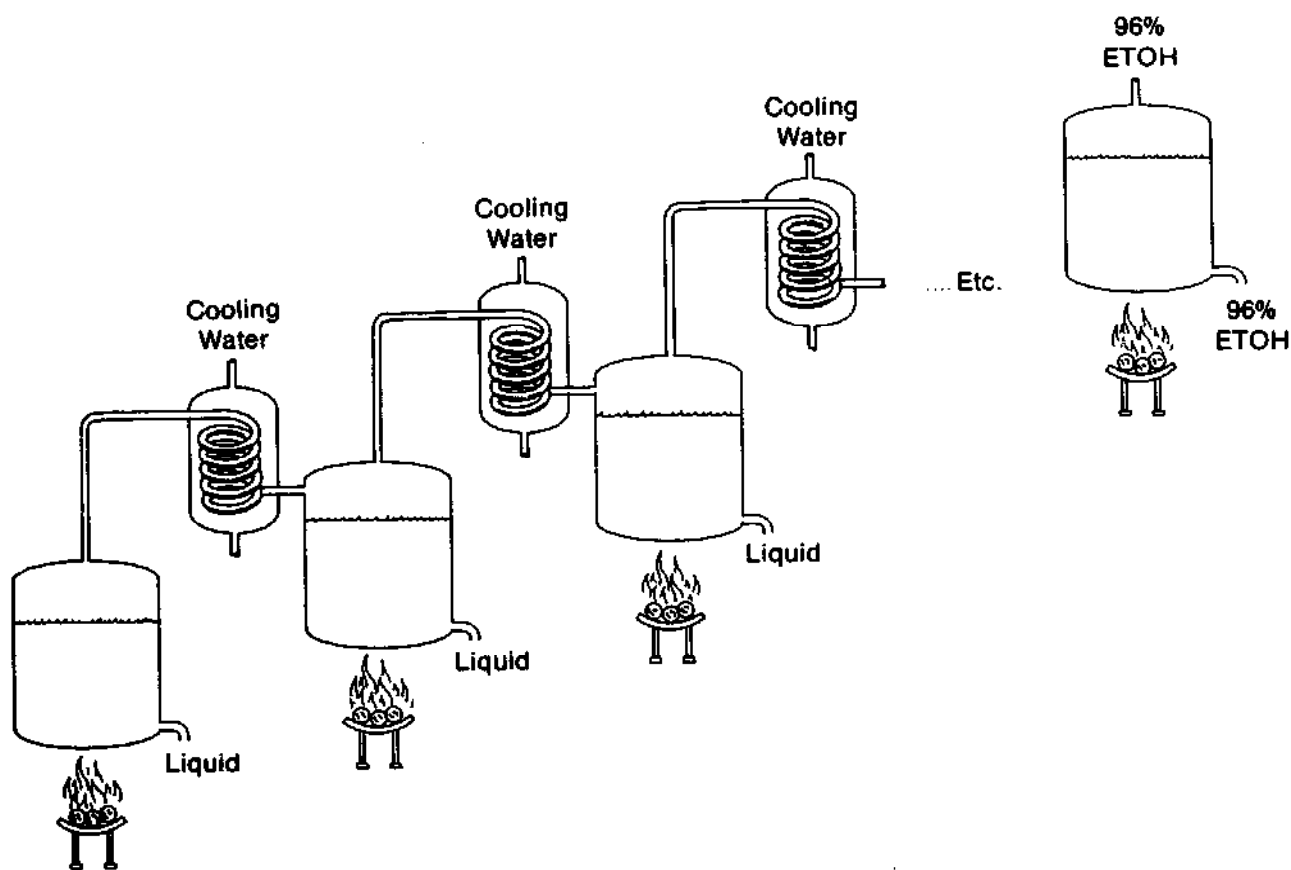 96%
ETOH
Cooling
Water
Cooling
Water
Cooling
Water
.... Etc.
96%
ETOH
Liquid
Liquid
Liquid